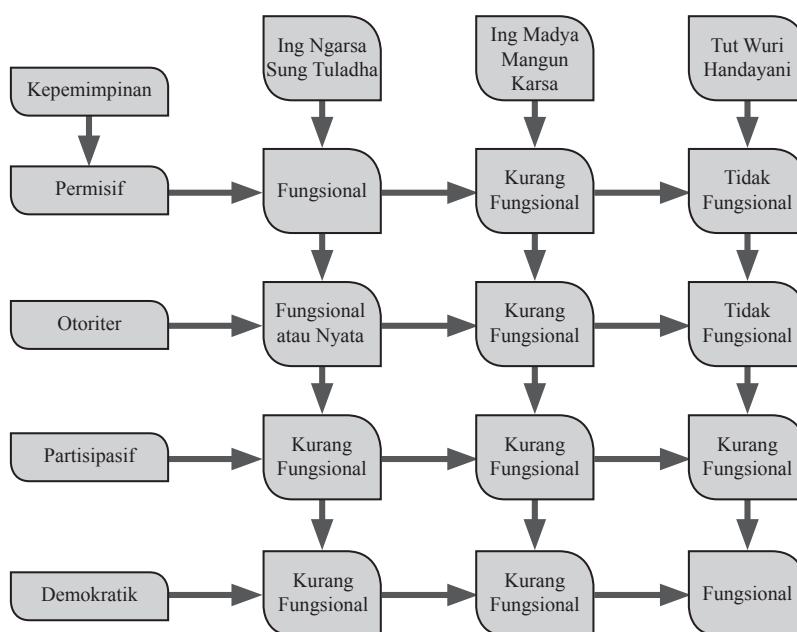 Ing Ngarsa
Sung Tuladha
Ing Madya
Mangun
Karsa
Tut Wuri
Handayani
Kepemimpinan
Permisif
Fungsional
Kurang
Fungsional
Tidak
Fungsional
Otoriter
Fungsional
atau Nyata
Kurang
Fungsional
Tidak
Fungsional
Partisipasif
Kurang
Fungsional
Kurang
Fungsional
Kurang
Fungsional
Demokratik
Kurang
Fungsional
Kurang
Fungsional
Fungsional